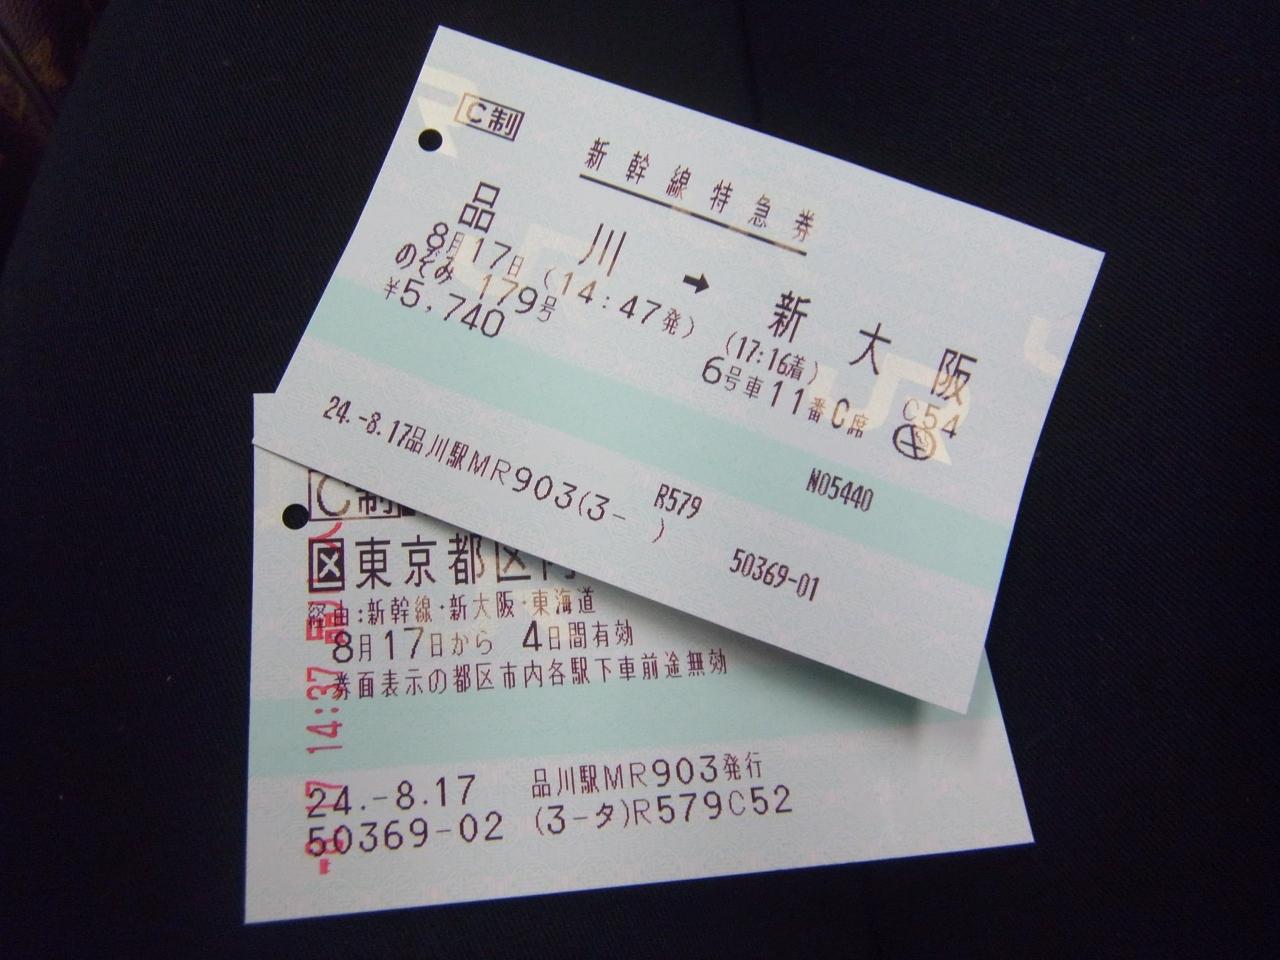 C制
新幹線特急券
品川 ➡ 新大阪
8月17日 (14:47発) (17:16着)
のぞみ 179号 6号車11番C席
¥5,740 C54
N05440
24.-8.17品川駅MR903(3- ) R579
50369-01
C制
区 東京都区内
経由:新幹線・新大阪・東海道
8月17日から 4日間有効
券面表示の都区市内各駅下車前途無効
24.-8.17 品川駅MR903発行
50369-02 (3-タ)R579C52
14:37